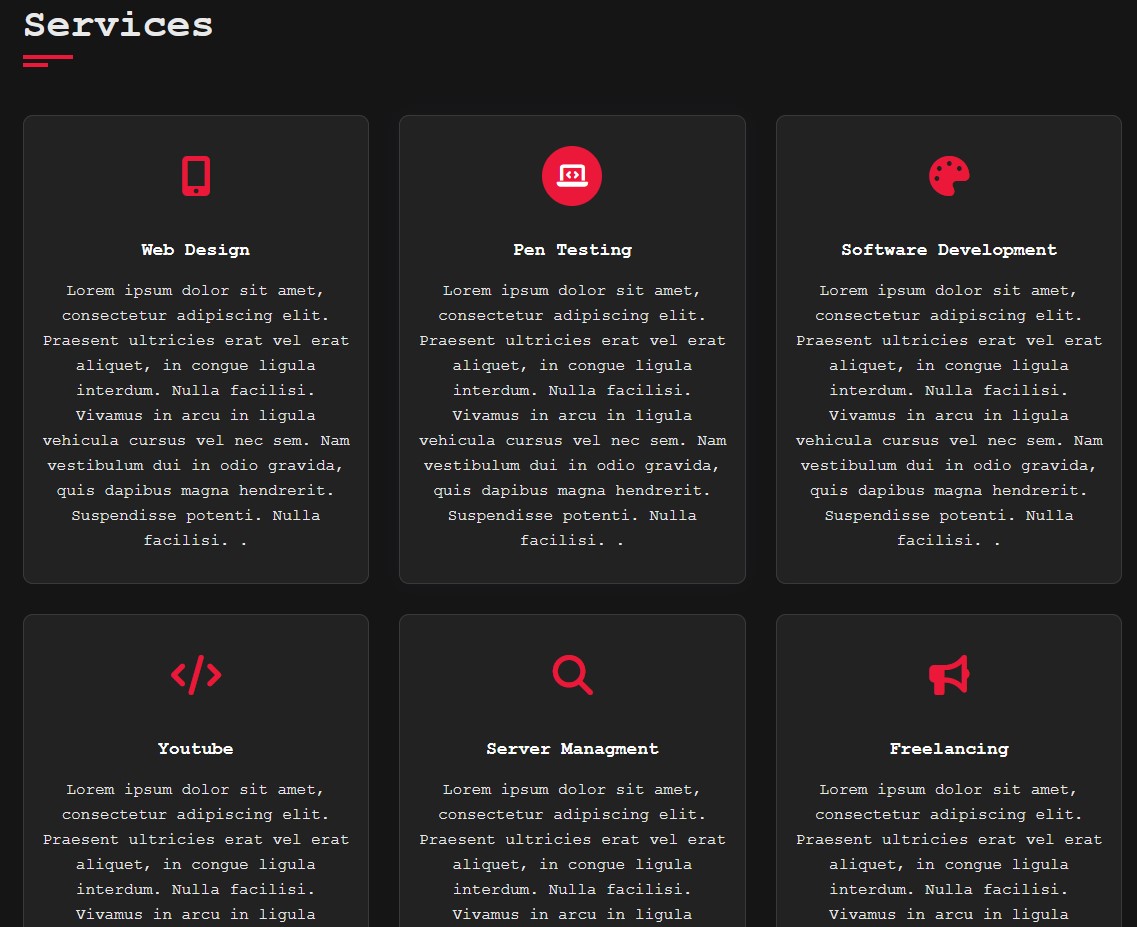 Services
Web Design
Lorem ipsum dolor sit amet,
consectetur adipiscing elit.
Praesent ultricies erat vel erat
aliquet, in congue ligula
interdum. Nulla facilisi.
Vivamus in arcu in ligula
vehicula cursus vel nec sem. Nam
vestibulum dui in odio gravida,
quis dapibus magna hendrerit.
Suspendisse potenti. Nulla
facilisi. .
Pen Testing
Lorem ipsum dolor sit amet,
consectetur adipiscing elit.
Praesent ultricies erat vel erat
aliquet, in congue ligula
interdum. Nulla facilisi.
Vivamus in arcu in ligula
vehicula cursus vel nec sem. Nam
vestibulum dui in odio gravida,
quis dapibus magna hendrerit.
Suspendisse potenti. Nulla
facilisi. .
Software Development
Lorem ipsum dolor sit amet,
consectetur adipiscing elit.
Praesent ultricies erat vel erat
aliquet, in congue ligula
interdum. Nulla facilisi.
Vivamus in arcu in ligula
vehicula cursus vel nec sem. Nam
vestibulum dui in odio gravida,
quis dapibus magna hendrerit.
Suspendisse potenti. Nulla
facilisi. .
Youtube
Lorem ipsum dolor sit amet,
consectetur adipiscing elit.
Praesent ultricies erat vel erat
aliquet, in congue ligula
interdum. Nulla facilisi.
Vivamus in arcu in ligula
Server Managment
Lorem ipsum dolor sit amet,
consectetur adipiscing elit.
Praesent ultricies erat vel erat
aliquet, in congue ligula
interdum. Nulla facilisi.
Vivamus in arcu in ligula
Freelancing
Lorem ipsum dolor sit amet,
consectetur adipiscing elit.
Praesent ultricies erat vel erat
aliquet, in congue ligula
interdum. Nulla facilisi.
Vivamus in arcu in ligula